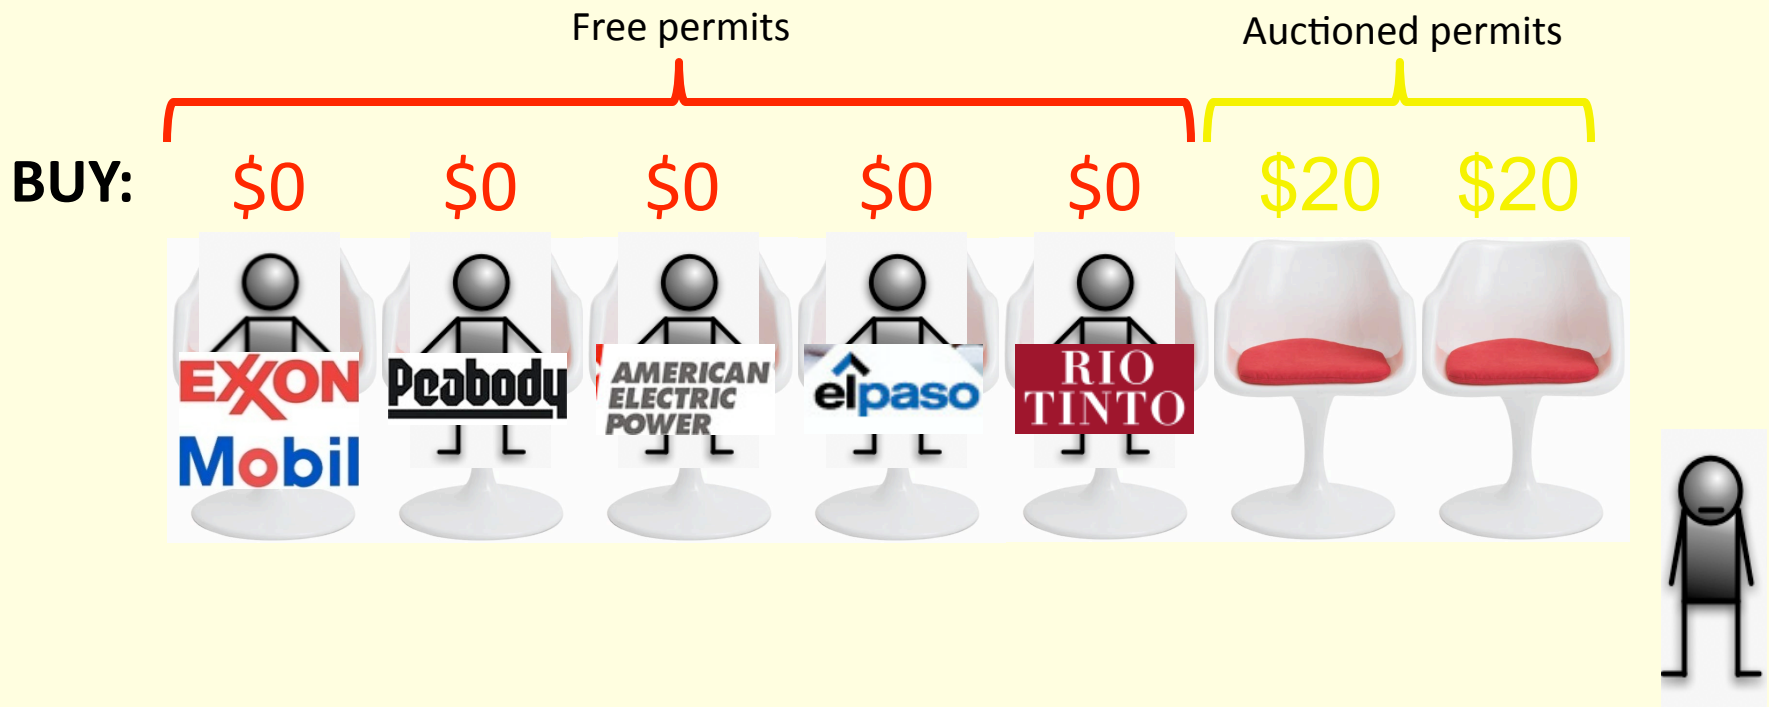 Free permits
Auctioned permits
BUY: $0 $0 $0 $0 $0 $20 $20
EXXON
Mobil
Peabody
AMERICAN
ELECTRIC
POWER
elpaso
RIO
TINTO